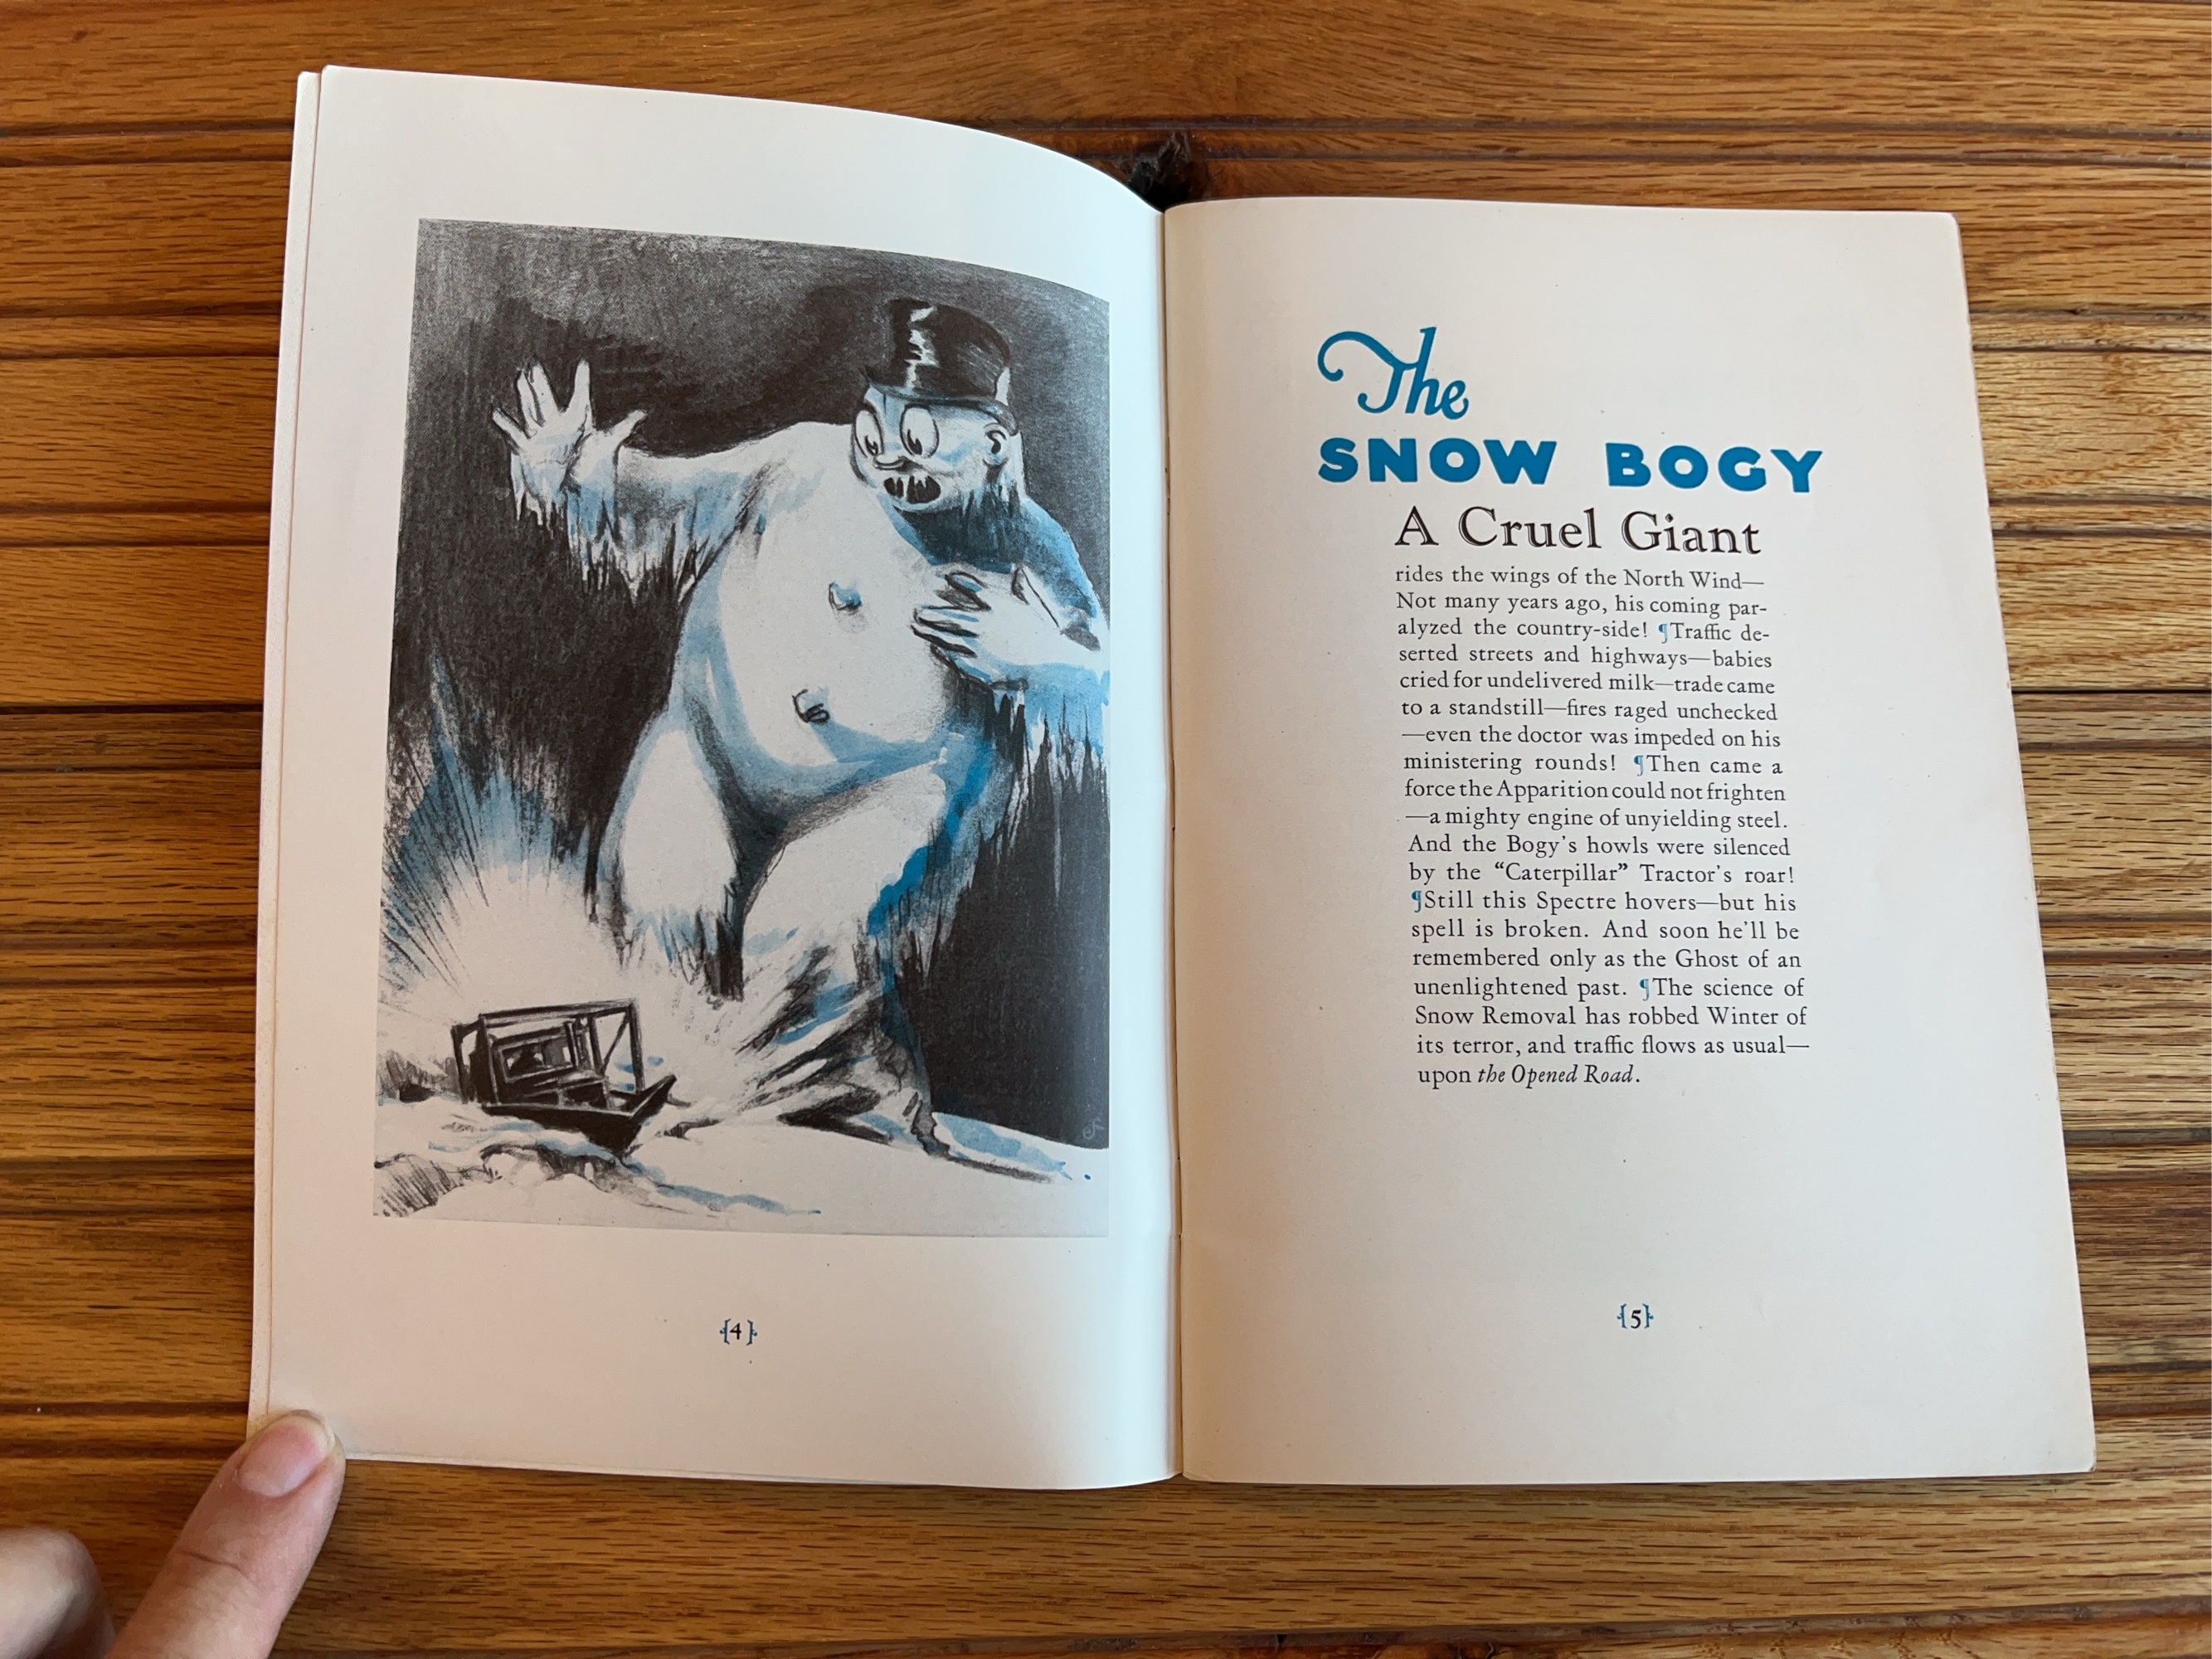 {4}
The
SNOW BOGY
A Cruel Giant
rides the wings of the North Wind—
Not many years ago, his coming par-
alyzed the country-side! ¶Traffic de-
serted streets and highways—babies
cried for undelivered milk—trade came
to a standstill—fires raged unchecked
—even the doctor was impeded on his
ministering rounds! ¶Then came a
force the Apparition could not frighten
—a mighty engine of unyielding steel.
And the Bogy's howls were silenced
by the “Caterpillar” Tractor's roar!
¶Still this Spectre hovers—but his
spell is broken. And soon he'll be
remembered only as the Ghost of an
unenlightened past. ¶The science of
Snow Removal has robbed Winter of
its terror, and traffic flows as usual—
upon the Opened Road.
{5}